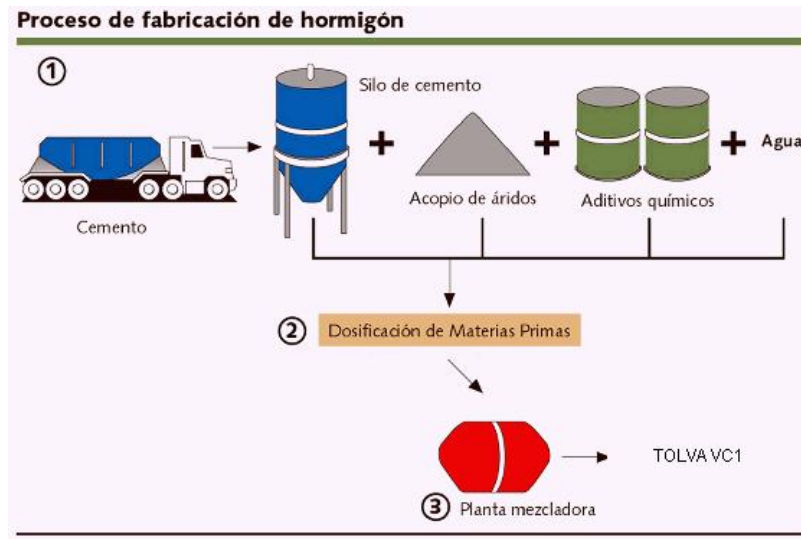 Proceso de fabricación de hormigón
1
Silo de cemento
+
+
+
Agua
Cemento
Acopio de áridos
Aditivos químicos
2
Dosificación de Materias Primas
TOLVA VC1
3
Planta mezcladora